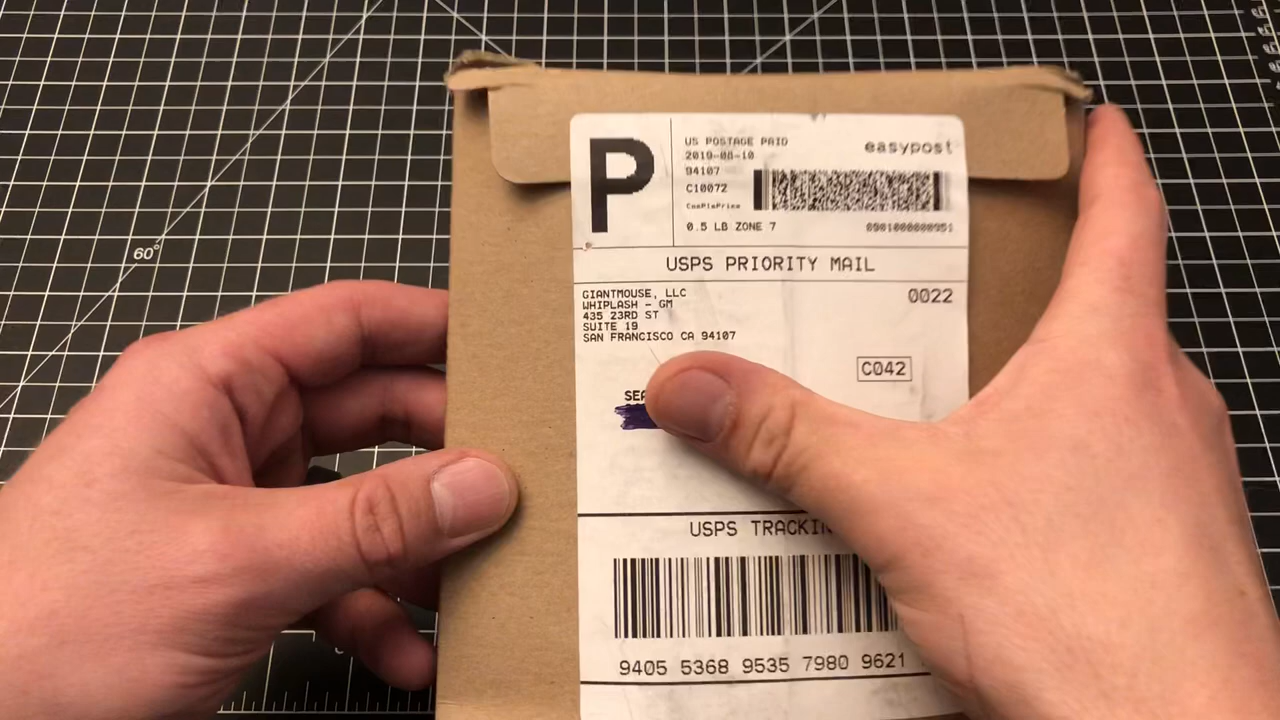 P
US POSTAGE PAID
2019-08-10
94107
C10072
ComPlsPrice
0.5 LB ZONE 7
easypost
0901000008951
USPS PRIORITY MAIL
GIANTMOUSE, LLC
WHIPLASH - GM
435 23RD ST
SUITE 19
SAN FRANCISCO CA 94107
0022
C042
USPS
9405 5368 9535 7980 9621
60°